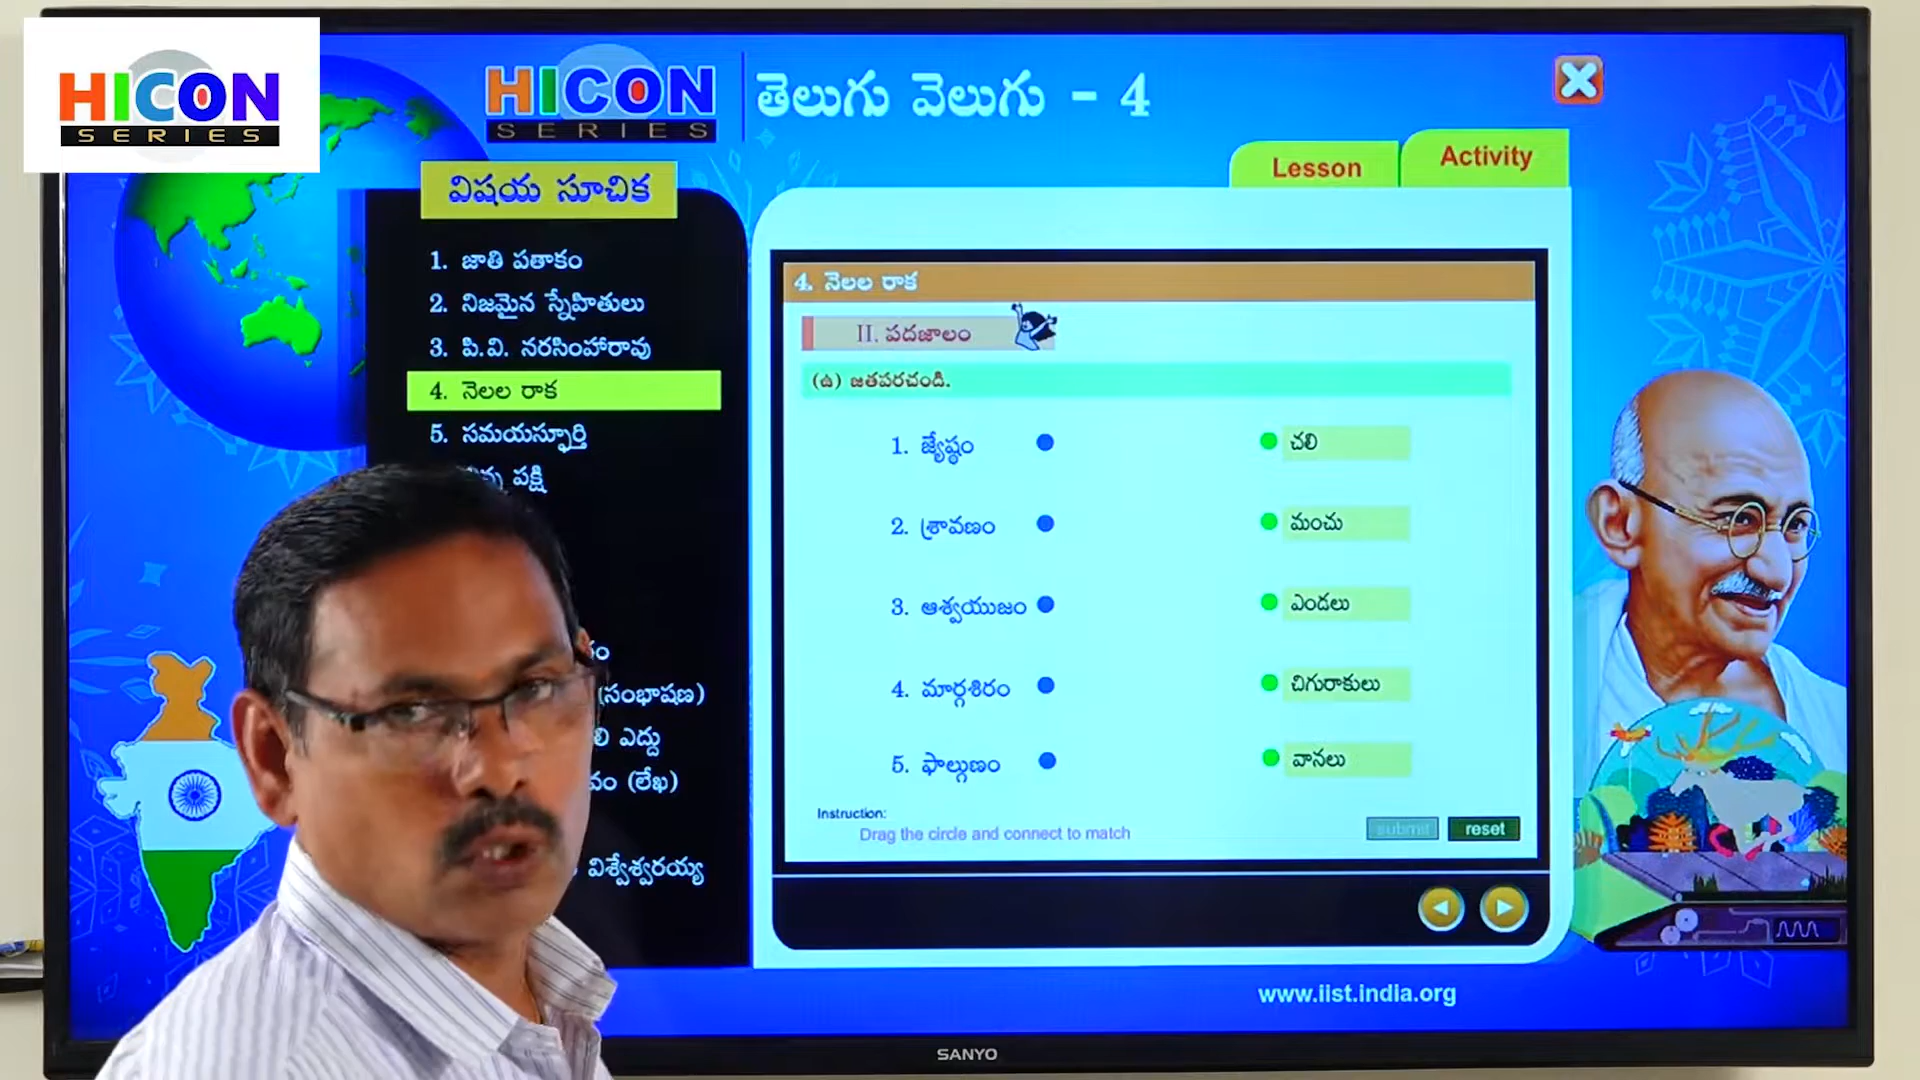 HICON
SERIES
HICON
SERIES
తెలుగు వెలుగు - 4
Lesson
Activity
విషయ సూచిక
1. జాతి పతాకం
2. నిజమైన స్నేహితులు
3. పి.వి. నరసింహారావు
4. నెలల రాక
5. సమయస్ఫూర్తి
పక్షి
(సంభాషణ)
ఎద్దు
(లేఖ)
విశ్వేశ్వరయ్య
4. నెలల రాక
II. పదజాలం
(ఉ) జతపరచండి.
1. జ్యేష్ఠం
చలి
2. శ్రావణం
మంచు
3. ఆశ్వయుజం
ఎండలు
4. మార్గశిరం
చిగురాకులు
5. ఫాల్గుణం
వానలు
Instruction:
Drag the circle and connect to match
submit
reset
www.iist.india.org
SANYO